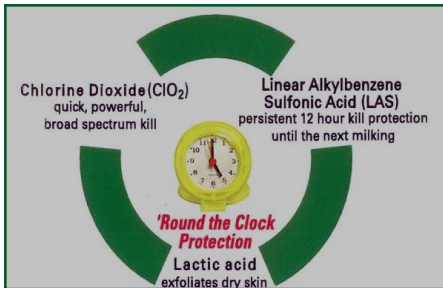 Chlorine Dioxide (ClO₂)
quick, powerful,
broad spectrum kill
Linear Alkylbenzene
Sulfonic Acid (LAS)
persistent 12 hour kill protection
until the next milking
'Round the Clock
Protection
Lactic acid
exfoliates dry skin